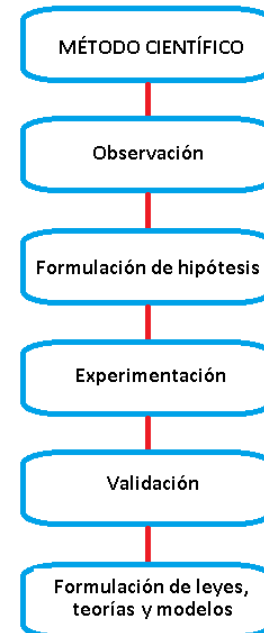 MÉTODO CIENTÍFICO
Observación
Formulación de hipótesis
Experimentación
Validación
Formulación de leyes,
teorías y modelos